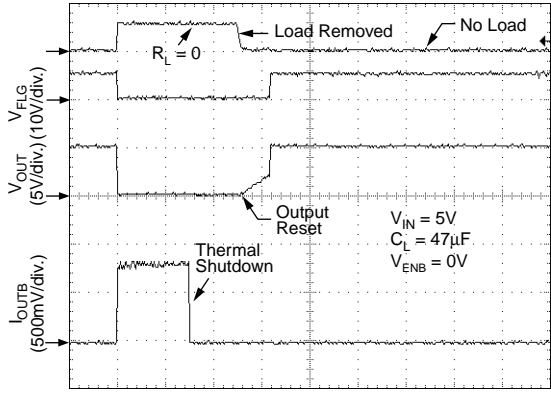 Load Removed
No Load
R_L = 0
V_FLG
(10V/div.)
V_OUT
(5V/div.)
Output
Reset
V_IN = 5V
C_L = 47µF
V_ENB = 0V
Thermal
Shutdown
I_OUTB
(500mV/div.)